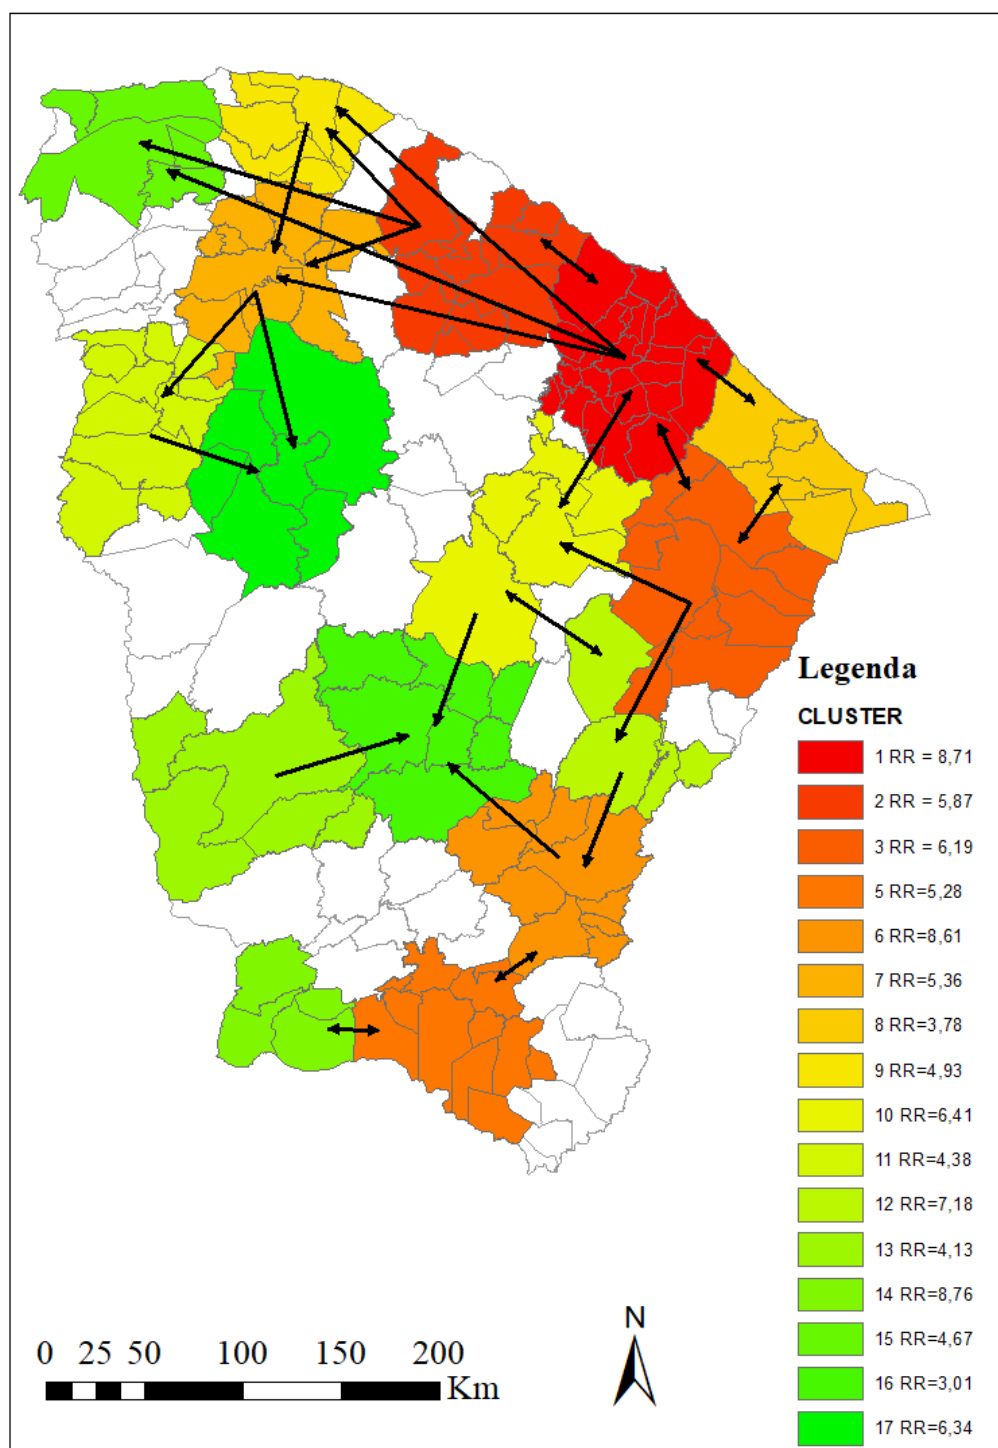 Legenda
CLUSTER
1 RR = 8,71
2 RR = 5,87
3 RR = 6,19
5 RR=5,28
6 RR=8,61
7 RR=5,36
8 RR=3,78
9 RR=4,93
10 RR=6,41
11 RR=4,38
12 RR=7,18
13 RR=4,13
14 RR=8,76
15 RR=4,67
16 RR=3,01
17 RR=6,34
N
0 25 50 100 150 200
Km